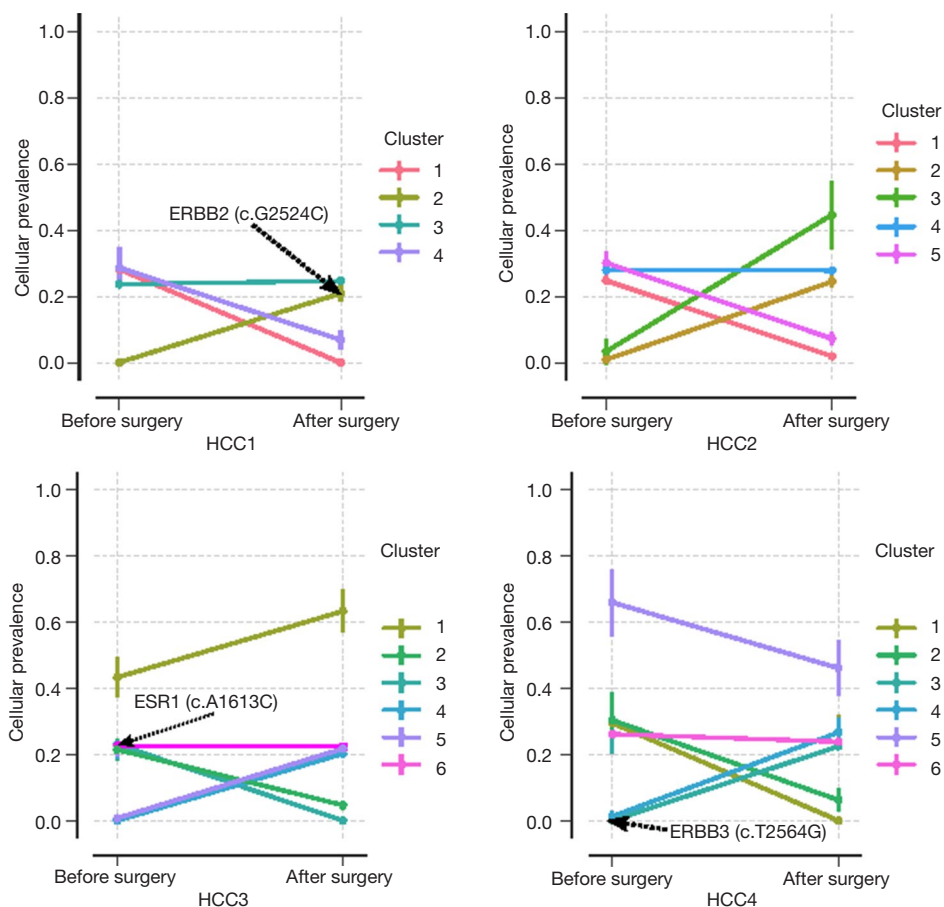 1.0
0.8
0.6
0.4
0.2
0.0
Cellular prevalence
ERBB2 (c.G2524C)
Before surgery
After surgery
HCC1
Cluster
1
2
3
4
1.0
0.8
0.6
0.4
0.2
0.0
Cellular prevalence
Before surgery
After surgery
HCC2
Cluster
1
2
3
4
5
1.0
0.8
0.6
0.4
0.2
0.0
Cellular prevalence
ESR1 (c.A1613C)
Before surgery
After surgery
HCC3
Cluster
1
2
3
4
5
6
1.0
0.8
0.6
0.4
0.2
0.0
Cellular prevalence
ERBB3 (c.T2564G)
Before surgery
After surgery
HCC4
Cluster
1
2
3
4
5
6